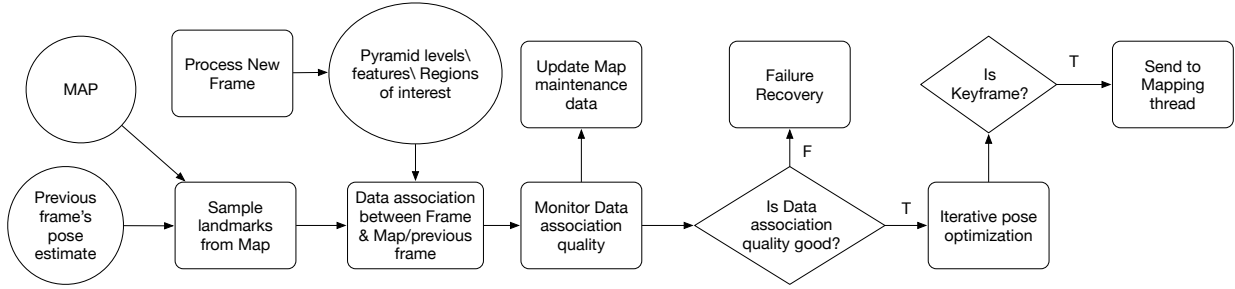 MAP
Process New
Frame
Pyramid levels\
features\ Regions
of interest
Update Map
maintenance
data
Failure
Recovery
Is
Keyframe?
T
Send to
Mapping
thread
Previous
frame's
pose
estimate
Sample
landmarks
from Map
Data association
between Frame
& Map/previous
frame
Monitor Data
association
quality
F
Is Data
association
quality good?
T
Iterative pose
optimization